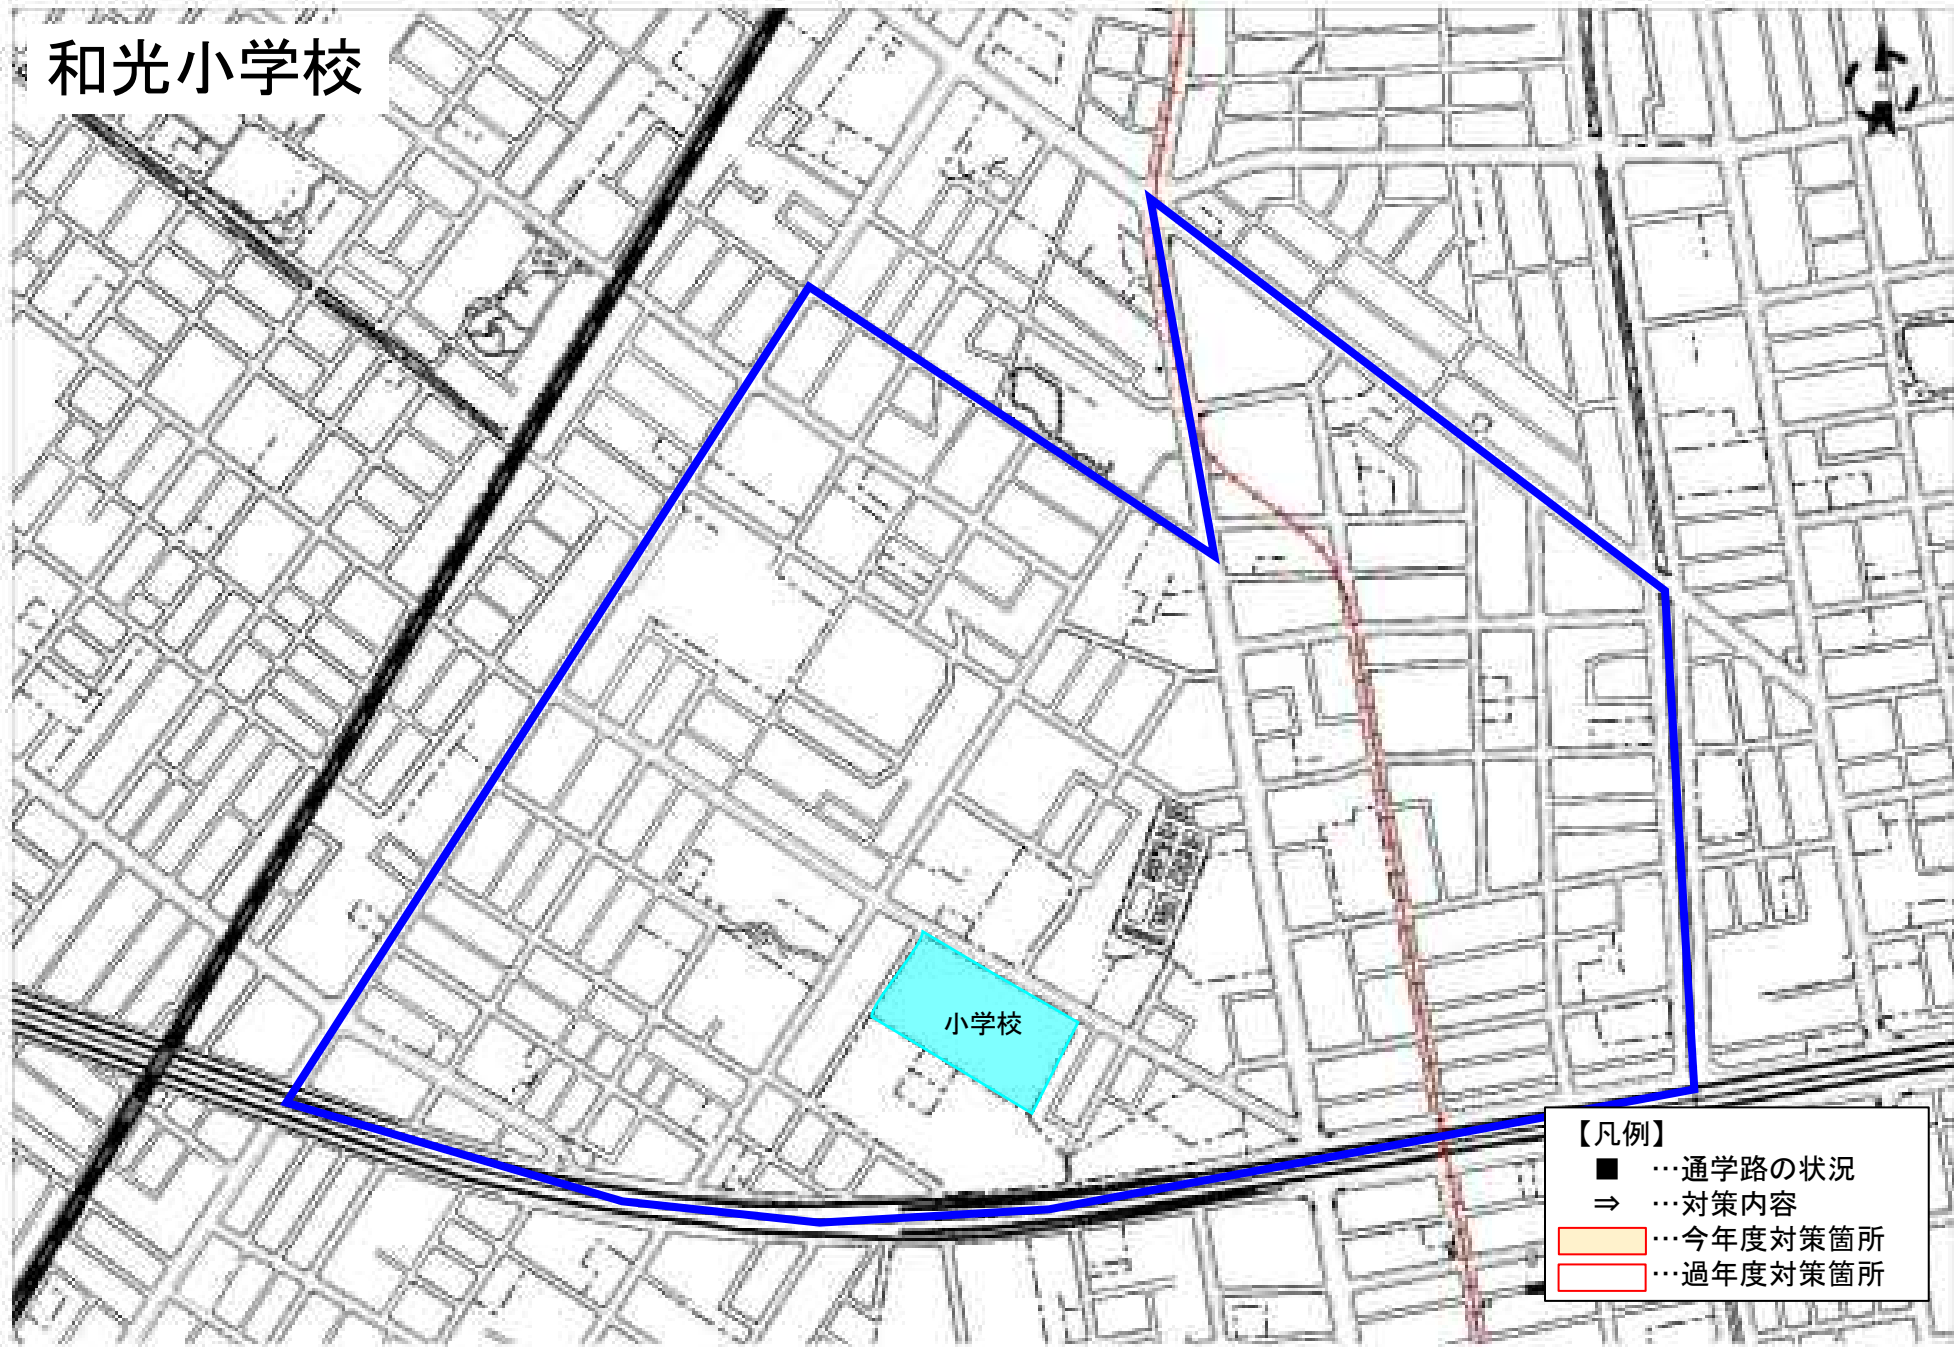 和光小学校
小学校
【凡例】
■ …通学路の状況
⇒ …対策内容
…今年度対策箇所
…過年度対策箇所